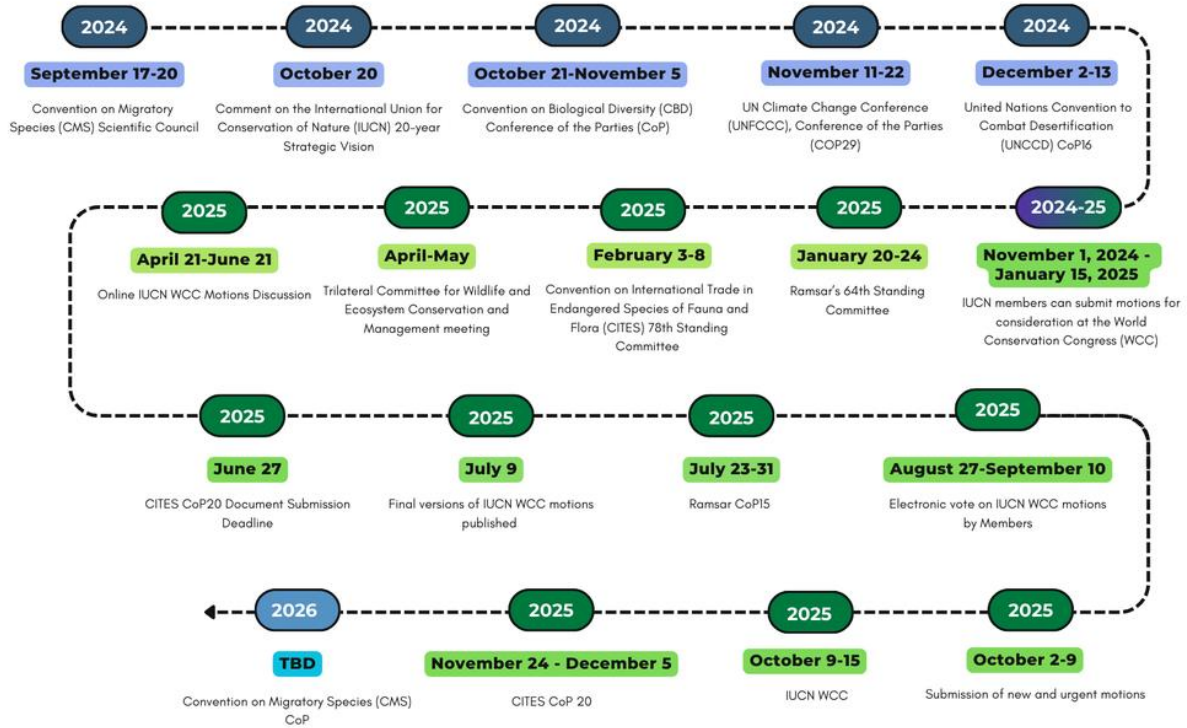 2024
September 17-20
Convention on Migratory
Species (CMS) Scientific Council
2024
October 20
Comment on the International Union for
Conservation of Nature (IUCN) 20-year
Strategic Vision
2024
October 21-November 5
Convention on Biological Diversity (CBD)
Conference of the Parties (CoP)
2024
November 11-22
UN Climate Change Conference
(UNFCCC), Conference of the Parties
(COP29)
2024
December 2-13
United Nations Convention to
Combat Desertification
(UNCCD) CoP16
2024-25
November 1, 2024 -
January 15, 2025
IUCN members can submit motions for
consideration at the World
Conservation Congress (WCC)
2025
January 20-24
Ramsar's 64th Standing
Committee
2025
February 3-8
Convention on International Trade in
Endangered Species of Fauna and
Flora (CITES) 78th Standing
Committee
2025
April-May
Trilateral Committee for Wildlife and
Ecosystem Conservation and
Management meeting
2025
April 21-June 21
Online IUCN WCC Motions Discussion
2025
June 27
CITES CoP20 Document Submission
Deadline
2025
July 9
Final versions of IUCN WCC motions
published
2025
July 23-31
Ramsar CoP15
2025
August 27-September 10
Electronic vote on IUCN WCC motions
by Members
2025
October 2-9
Submission of new and urgent motions
2025
October 9-15
IUCN WCC
2025
November 24 - December 5
CITES CoP 20
2026
TBD
Convention on Migratory Species (CMS)
CoP